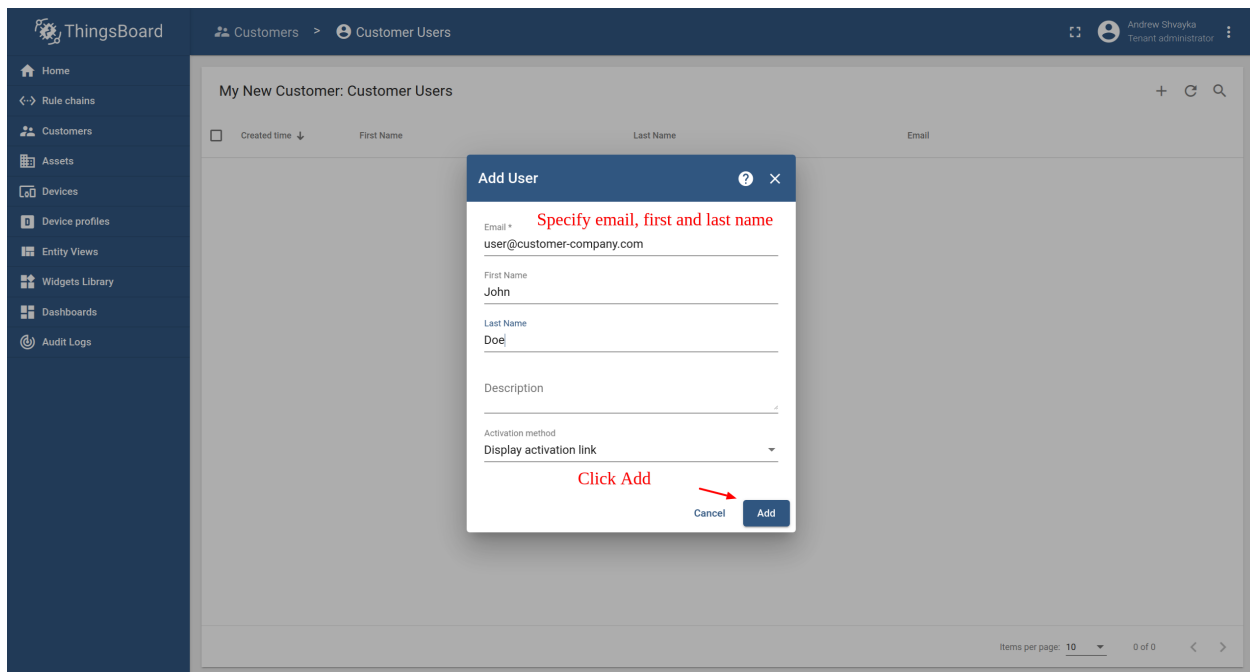 ThingsBoard
Customers > Customer Users
Andrew Shvayka
Tenant administrator
Home
Rule chains
Customers
Assets
Devices
Device profiles
Entity Views
Widgets Library
Dashboards
Audit Logs
My New Customer: Customer Users
Created time First Name Last Name Email
Add User
Specify email, first and last name
Email *
user@customer-company.com
First Name
John
Last Name
Doe
Description
Activation method
Display activation link
Click Add
Cancel Add
Items per page: 10 0 of 0